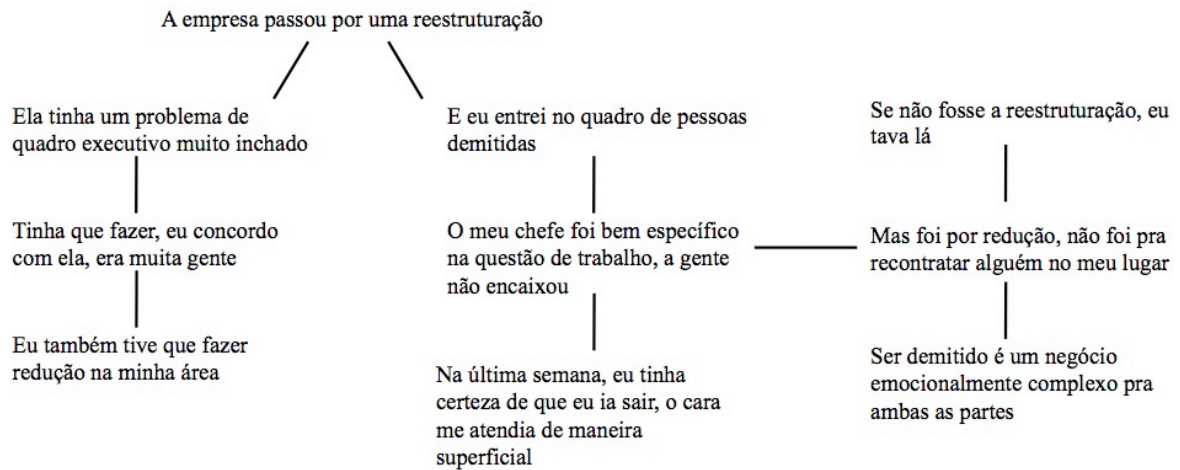 A empresa passou por uma reestruturação
Ela tinha um problema de
quadro executivo muito inchado
E eu entrei no quadro de pessoas
demitidas
Se não fosse a reestruturação, eu
tava lá
Tinha que fazer, eu concordo
com ela, era muita gente
O meu chefe foi bem específico
na questão de trabalho, a gente
não encaixou
Mas foi por redução, não foi pra
recontratar alguém no meu lugar
Eu também tive que fazer
redução na minha área
Na última semana, eu tinha
certeza de que eu ia sair, o cara
me atendia de maneira
superficial
Ser demitido é um negócio
emocionalmente complexo pra
ambas as partes